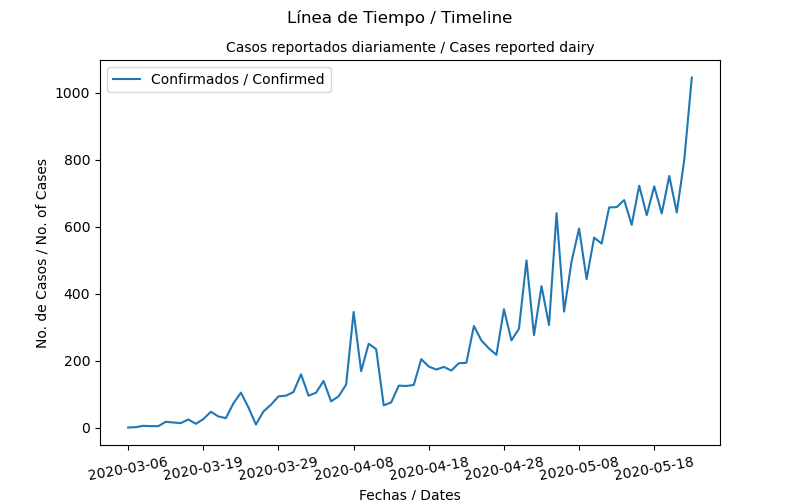 Línea de Tiempo / Timeline
Casos reportados diariamente / Cases reported dairy
Confirmados / Confirmed
No. de Casos / No. of Cases
1000
800
600
400
200
0
2020-03-06
2020-03-19
2020-03-29
2020-04-08
2020-04-18
2020-04-28
2020-05-08
2020-05-18
Fechas / Dates